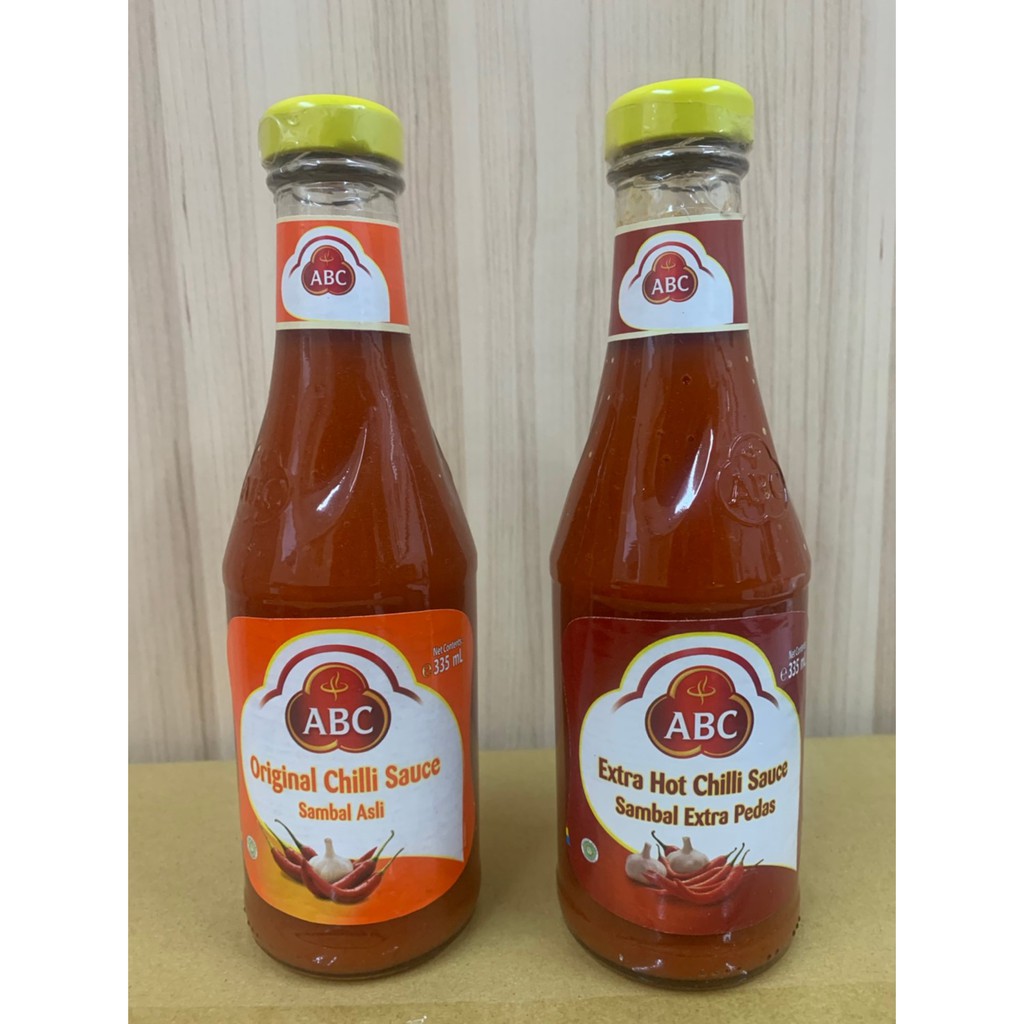 ABC
Net Contents
℮ 335 mL
ABC
Original Chilli Sauce
Sambal Asli
ABC
ABC
℮ 335 mL
ABC
Extra Hot Chilli Sauce
Sambal Extra Pedas